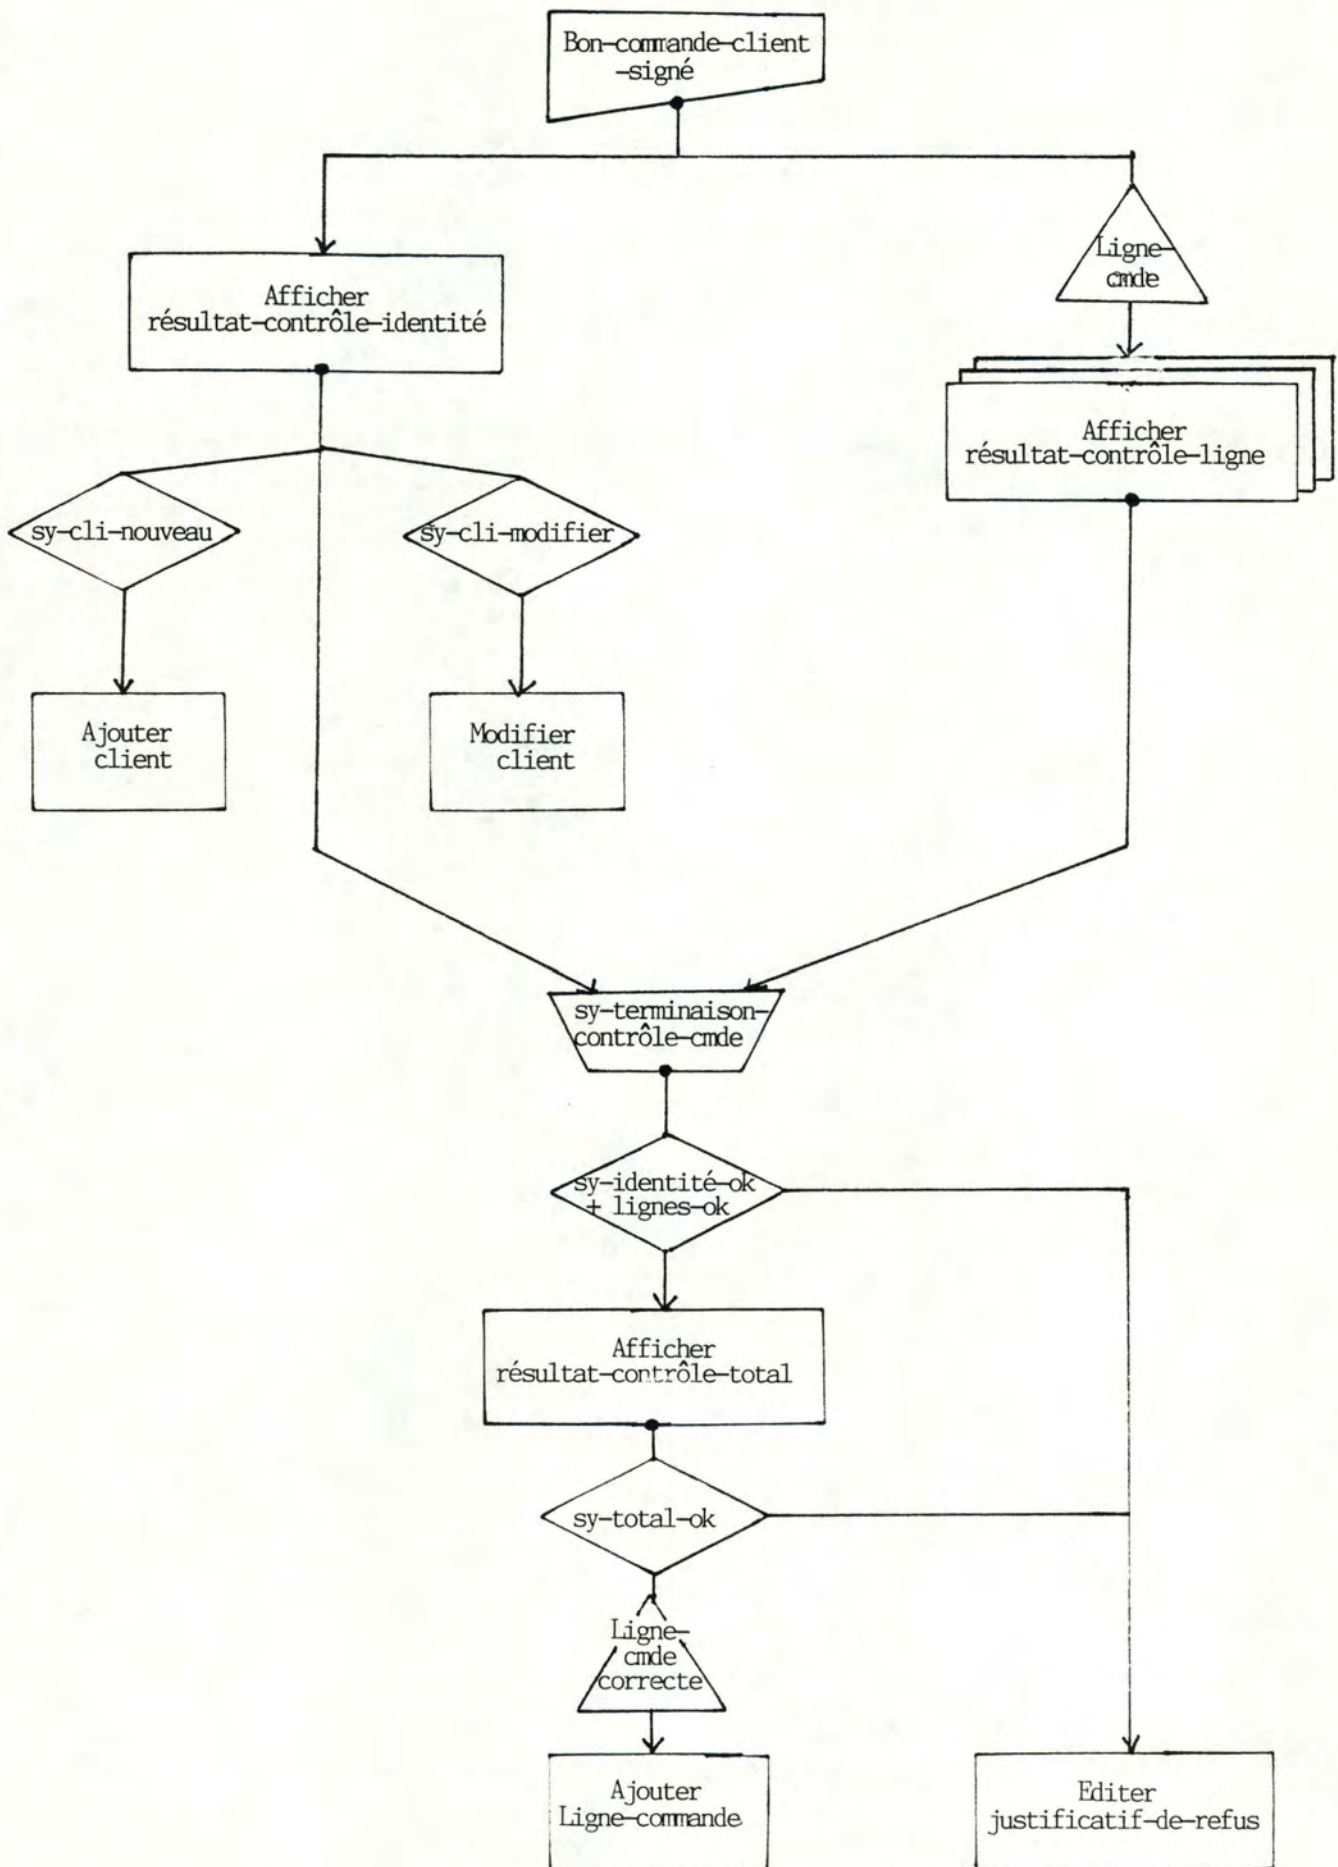 Bon-commande-client
-signé
Ligne-
cmde
Afficher
résultat-contrôle-identité
Afficher
résultat-contrôle-ligne
sy-cli-nouveau
sy-cli-modifier
Ajouter
client
Modifier
client
sy-terminaison-
contrôle-cmde
sy-identité-ok
+ lignes-ok
Afficher
résultat-contrôle-total
sy-total-ok
Ligne-
cmde
correcte
Ajouter
Ligne-commande
Editer
justificatif-de-refus